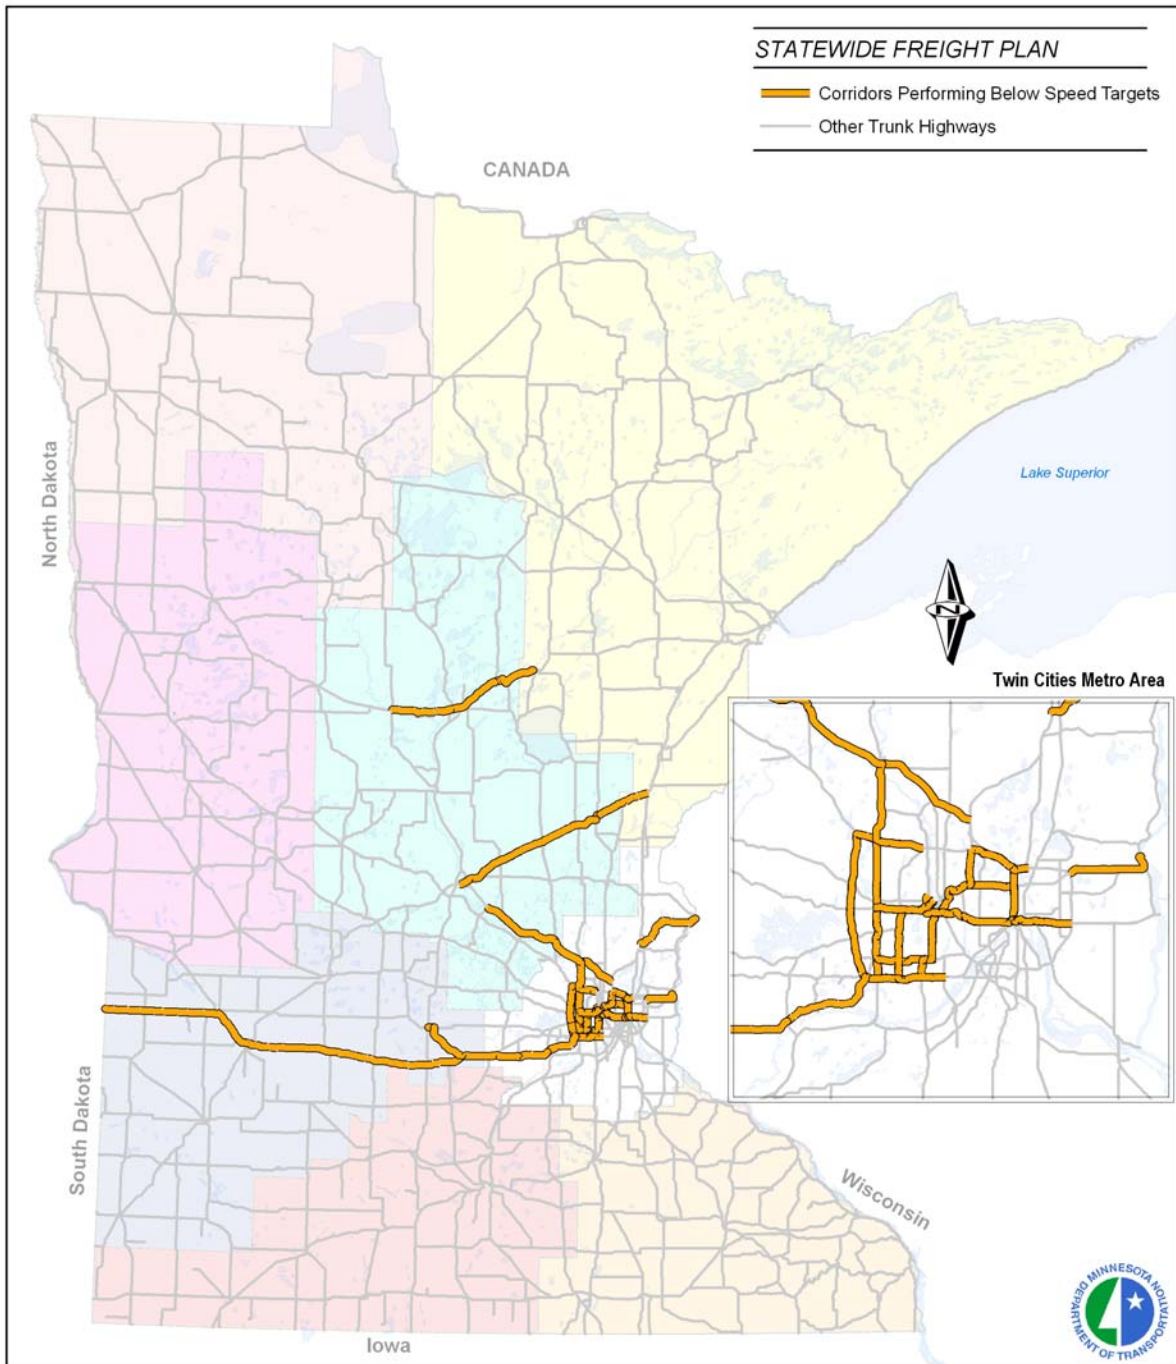 STATEWIDE FREIGHT PLAN
Corridors Performing Below Speed Targets
Other Trunk Highways
CANADA
North Dakota
Lake Superior
N
Twin Cities Metro Area
South Dakota
Wisconsin
Iowa
MINNESOTA
DEPARTMENT OF TRANSPORTATION